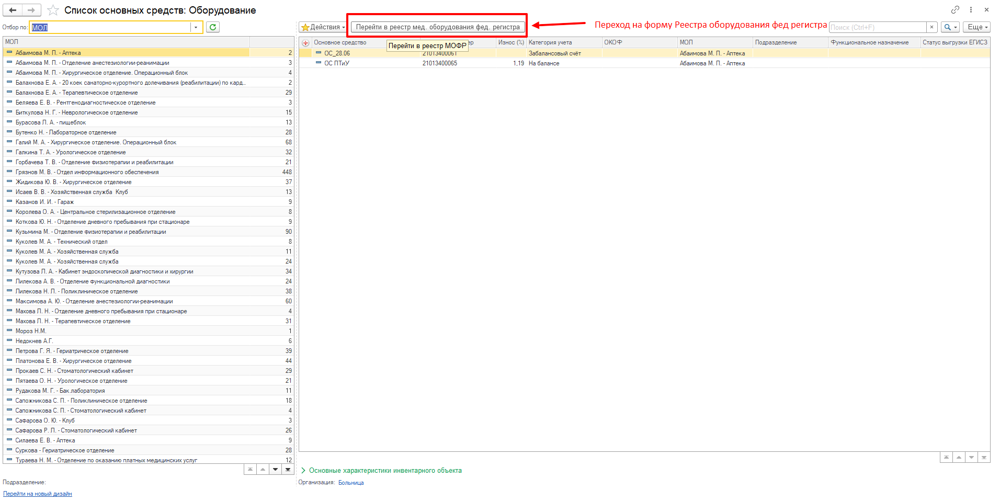 Список основных средств: Оборудование
Отбор по: МОЛ
Действия
Перейти в реестр мед. оборудования фед. регистра
Переход на форму Реестра оборудования фед регистра
Поиск (Ctrl+F)
×
Еще
МОЛ
Основное средство
ер
Износ (%)
Категория учета
ОКОФ
МОЛ
Подразделение
Функциональное назначение
Статус выгрузки ЕГИСЗ
Перейти в реестр МОФР
ОС_28.06 21013400061 Забалансовый счёт Абаимова М. П. - Аптека
ОС ПТиУ 21013400065 1,19 На балансе Абаимова М. П. - Аптека
Абаимова М. П. - Аптека 2
Абаимова М. П. - Отделение анестезиологии-реанимации 3
Абаимова М. П. - Хирургическое отделение. Операционный блок 4
Балахнова Е. А. - 20 коек санаторно-курортного долечивания (реабилитации) по кард... 2
Балахнова Е. А. - Терапевтическое отделение 29
Беляева Е. В. - Рентгенодиагностическое отделение 3
Биткулова Н. Г. - Неврологическое отделение 15
Бурасова Л. А. - пищеблок 13
Бутенко Н. - Лабораторное отделение 28
Галий М. А. - Хирургическое отделение. Операционный блок 68
Галкина Т. А. - Урологическое отделение 32
Горбачева Т. В. - Отделение физиотерапии и реабилитации 21
Грязнов М. В. - Отдел информационного обеспечения 448
Жидикова Ю. В. - Хирургическое отделение 37
Исаев В. В. - Хозяйственная служба Клуб 13
Казанов И. И. - Гараж 9
Королева О. А. - Центральное стерилизационное отделение 8
Коткова Ю. Н. - Отделение дневного пребывания при стационаре 9
Кузьмина М. - Отделение физиотерапии и реабилитации 90
Куколев М. А. - Технический отдел 8
Куколев М. А. - Хозяйственная служба 11
Куколев М. А. - Хозяйственная служба 24
Кутузова Л. А. - Кабинет эндоскопической диагностики и хирургии 34
Лилекова А. В. - Отделение функциональной диагностики 24
Лилекова Н. Л. - Поликлиническое отделение 38
Максимова А. Ю. - Отделение анестезиологии-реанимации 60
Махова Л. Н. - Отделение дневного пребывания при стационаре 4
Махова Л. Н. - Терапевтическое отделение 31
Мороз Н.М. 1
Недокнев А.Г. 6
Петрова Г. Я. - Гериатрическое отделение 39
Платонова Е. В. - Хирургическое отделение 44
Прокаев С. Н. - Стоматологический кабинет 29
Пятаева О. Н. - Урологическое отделение 21
Рудакова М. Г. - Бак.лаборатория 11
Сапожникова С. П. - Поликлиническое отделение 18
Сапожникова С. П. - Стоматологический кабинет 4
Сафарова О. Ю. - Клуб 3
Сафарова Р. Л. - Стоматологический кабинет 26
Силаева Е. В. - Аптека 9
Суркова - Гериатрическое отделение 28
Тураева Н. М. - Отделение по оказанию платных медицинских услуг 12
Основные характеристики инвентарного объекта
Подразделение:
Организация: Больница
Перейти на новый дизайн